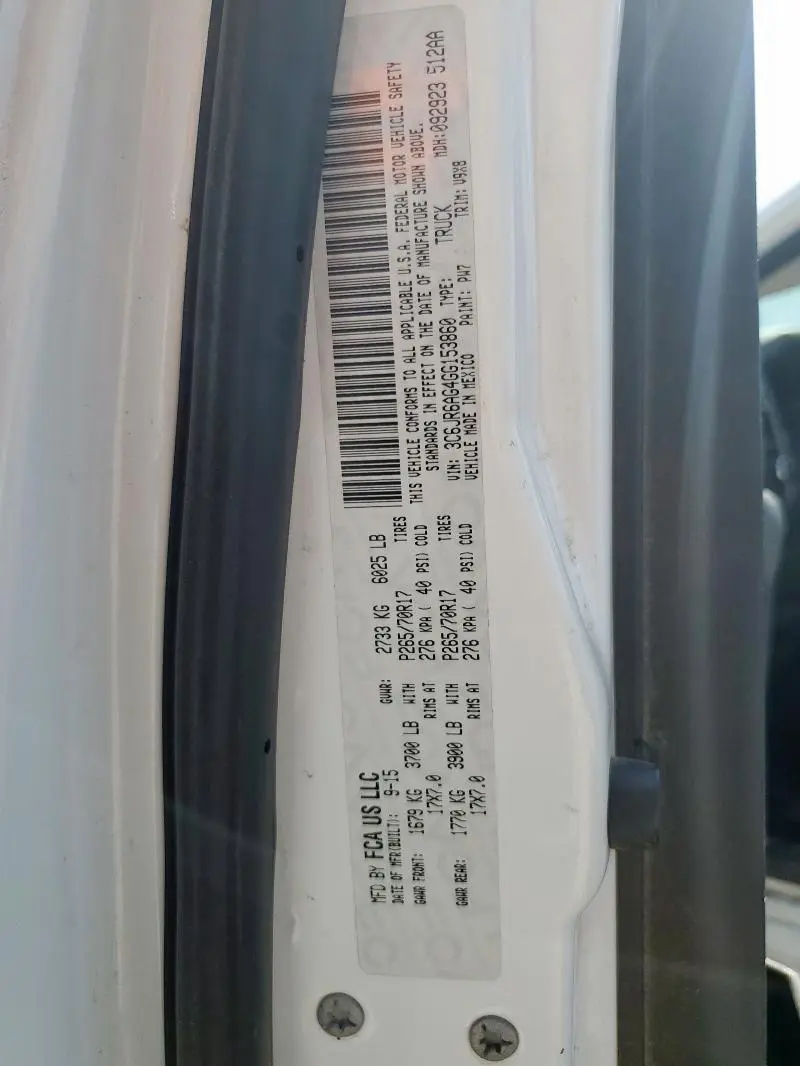 MFD BY FCA US LLC
DATE OF MFR(BUILT): 9-15 GVWR: 2733 KG 6025 LB
GAWR FRONT: 1679 KG 3700 LB WITH P265/70R17 TIRES
17X7.0 RIMS AT 276 KPA ( 40 PSI) COLD
GAWR REAR: 1770 KG 3900 LB WITH P265/70R17 TIRES
17X7.0 RIMS AT 276 KPA ( 40 PSI) COLD
THIS VEHICLE CONFORMS TO ALL APPLICABLE U.S.A. FEDERAL MOTOR VEHICLE SAFETY
STANDARDS IN EFFECT ON THE DATE OF MANUFACTURE SHOWN ABOVE.
MDH:092923 512AA
VIN: 3C6JR6AG4GG153860 TYPE: TRUCK
VEHICLE MADE IN MEXICO PAINT: PW7 TRIM: V9X8